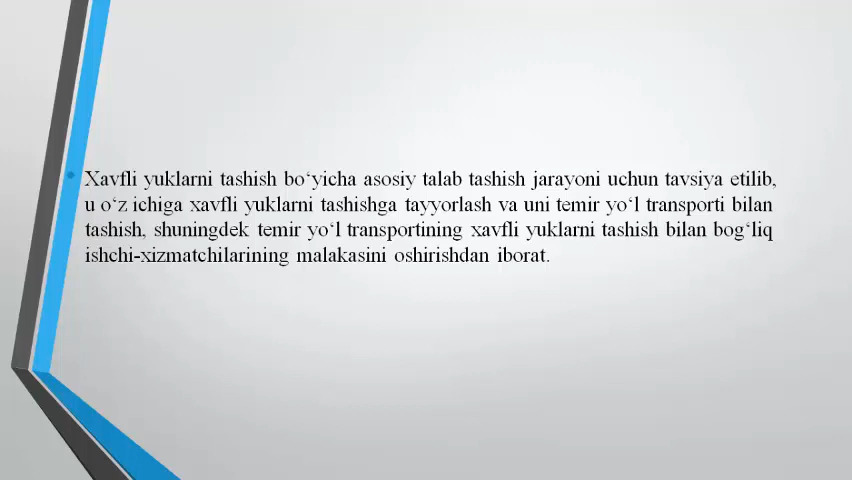 Xavfli yuklarni tashish bo‘yicha asosiy talab tashish jarayoni uchun tavsiya etilib,
u o‘z ichiga xavfli yuklarni tashishga tayyorlash va uni temir yo‘l transporti bilan
tashish, shuningdek temir yo‘l transportining xavfli yuklarni tashish bilan bog‘liq
ishchi-xizmatchilarining malakasini oshirishdan iborat.